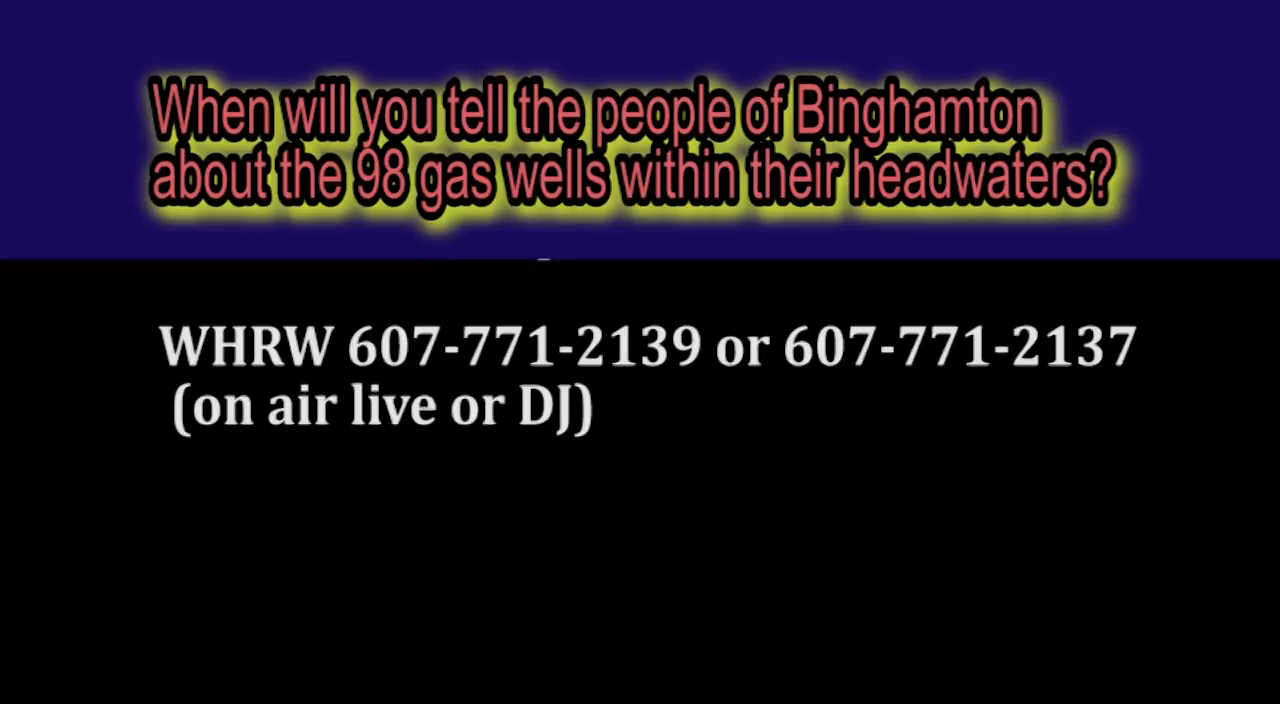 When will you tell the people of Binghamton
about the 98 gas wells within their headwaters?
WHRW 607-771-2139 or 607-771-2137
(on air live or DJ)